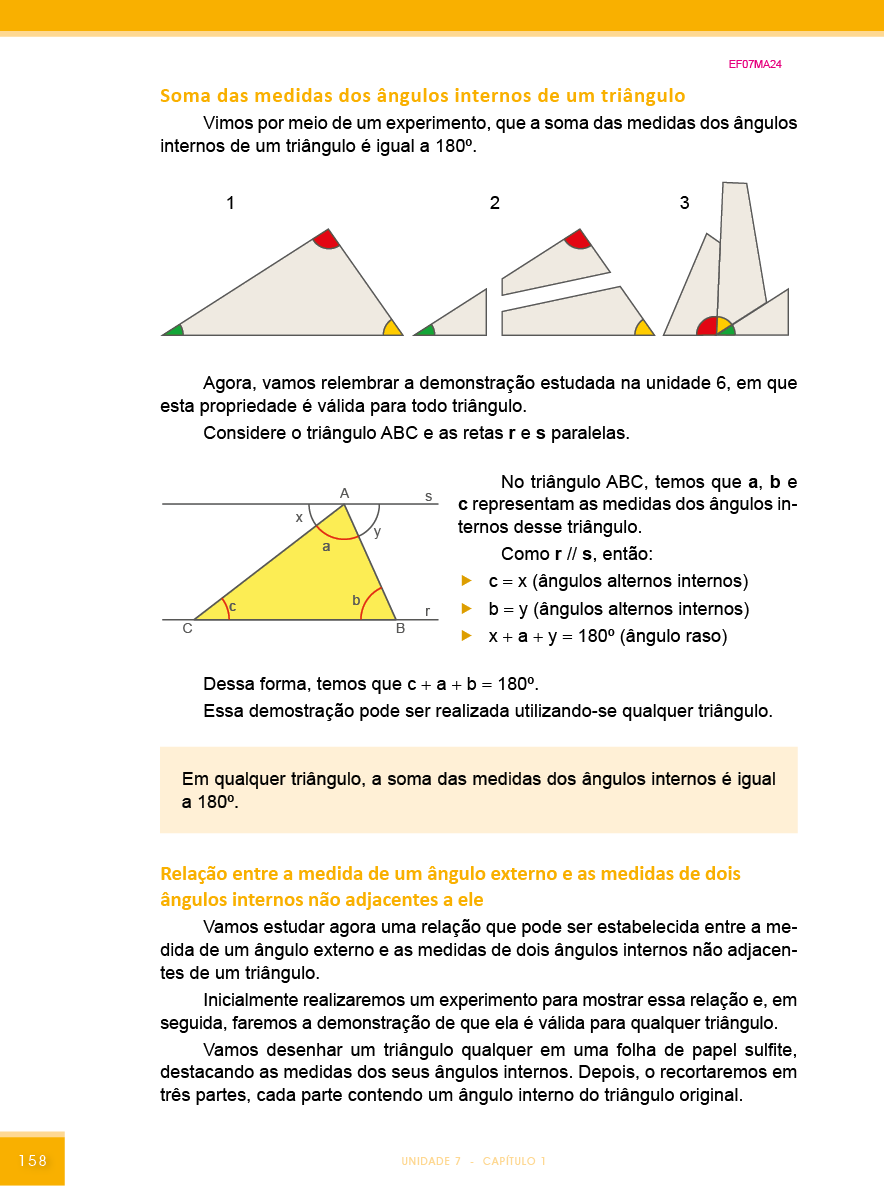 EF07MA24
Soma das medidas dos ângulos internos de um triângulo
Vimos por meio de um experimento, que a soma das medidas dos ângulos
internos de um triângulo é igual a 180º.
1 2 3
Agora, vamos relembrar a demonstração estudada na unidade 6, em que
esta propriedade é válida para todo triângulo.
Considere o triângulo ABC e as retas r e s paralelas.
A s
x
y
a
c
b
r
C B
No triângulo ABC, temos que a, b e
c representam as medidas dos ângulos in-
ternos desse triângulo.
Como r // s, então:
c = x (ângulos alternos internos)
b = y (ângulos alternos internos)
x + a + y = 180º (ângulo raso)
Dessa forma, temos que c + a + b = 180º.
Essa demostração pode ser realizada utilizando-se qualquer triângulo.
Em qualquer triângulo, a soma das medidas dos ângulos internos é igual
a 180º.
Relação entre a medida de um ângulo externo e as medidas de dois
ângulos internos não adjacentes a ele
Vamos estudar agora uma relação que pode ser estabelecida entre a me-
dida de um ângulo externo e as medidas de dois ângulos internos não adjacen-
tes de um triângulo.
Inicialmente realizaremos um experimento para mostrar essa relação e, em
seguida, faremos a demonstração de que ela é válida para qualquer triângulo.
Vamos desenhar um triângulo qualquer em uma folha de papel sulfite,
destacando as medidas dos seus ângulos internos. Depois, o recortaremos em
três partes, cada parte contendo um ângulo interno do triângulo original.
158
UNIDADE 7 - CAPÍTULO 1